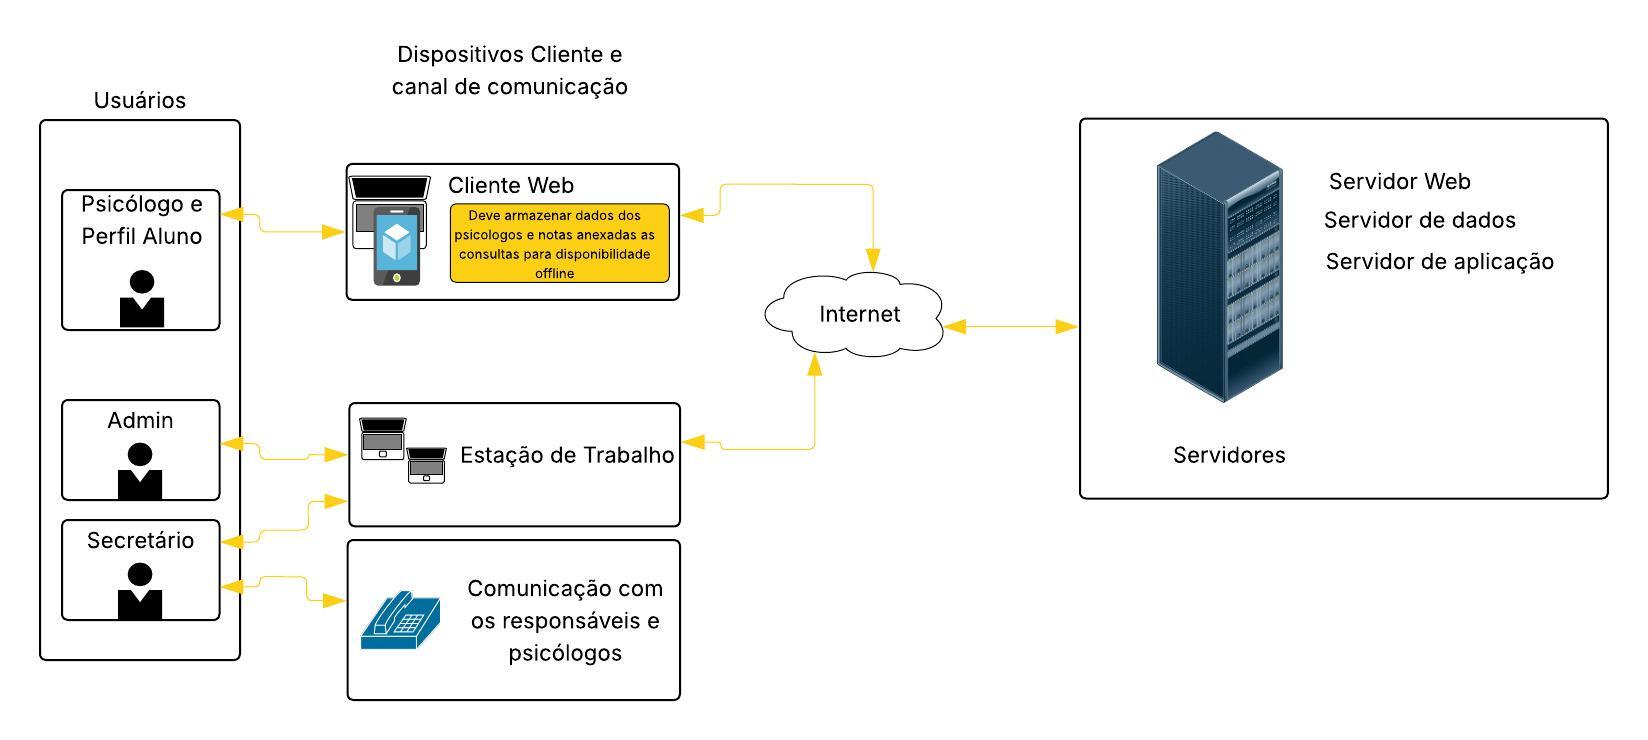 Dispositivos Cliente e
canal de comunicação
Usuários
Psicólogo e
Perfil Aluno
Admin
Secretário
Cliente Web
Deve armazenar dados dos
psicologos e notas anexadas as
consultas para disponibilidade
offline
Estação de Trabalho
Comunicação com
os responsáveis e
psicólogos
Internet
Servidor Web
Servidor de dados
Servidor de aplicação
Servidores